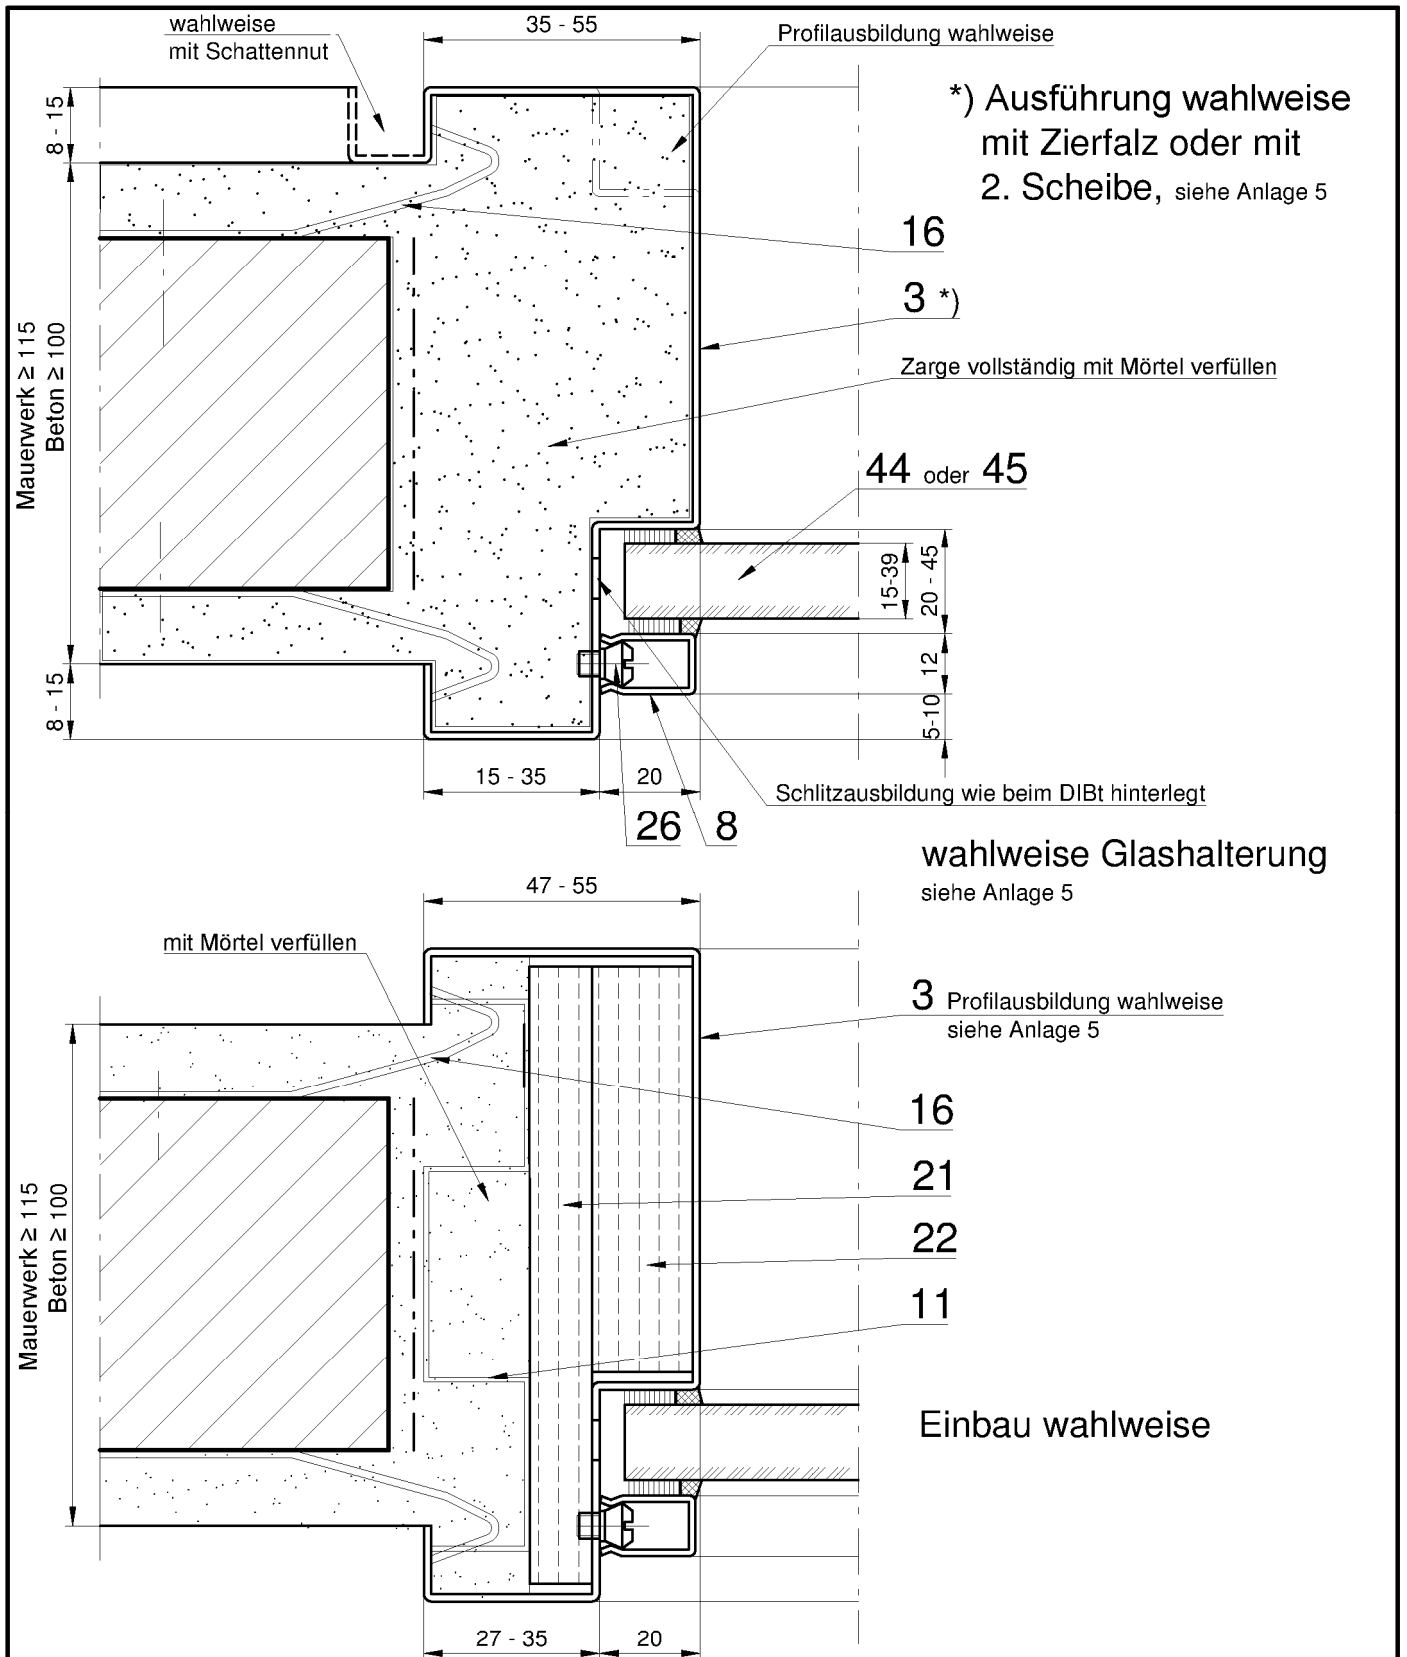 wahlweise
mit Schattennut
35 - 55
Profilausbildung wahlweise
*) Ausführung wahlweise
mit Zierfalz oder mit
2. Scheibe, siehe Anlage 5
8 - 15
16
3 *)
Mauerwerk ≥ 115
Beton ≥ 100
Zarge vollständig mit Mörtel verfüllen
44 oder 45
15-39
20 - 45
12
5-10
8 - 15
15 - 35
20
Schlitzausbildung wie beim DIBt hinterlegt
26
8
wahlweise Glashalterung
siehe Anlage 5
47 - 55
mit Mörtel verfüllen
3 Profilausbildung wahlweise
siehe Anlage 5
16
21
22
11
Mauerwerk ≥ 115
Beton ≥ 100
Einbau wahlweise
27 - 35
20